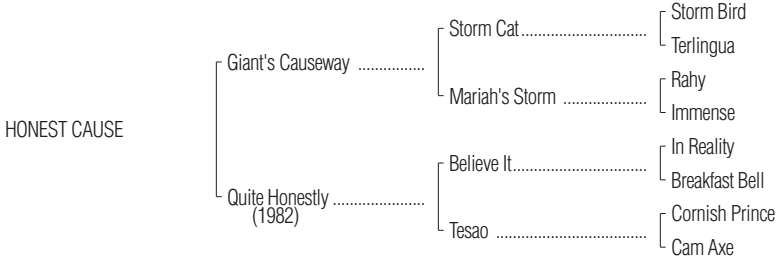 Storm Bird
Storm Cat..............................
Terlingua
Giant's Causeway ................
Rahy
Mariah's Storm ....................
Immense
HONEST CAUSE
In Reality
Believe It................................
Breakfast Bell
Quite Honestly ......................
(1982)
Cornish Prince
Tesao ....................................
Cam Axe